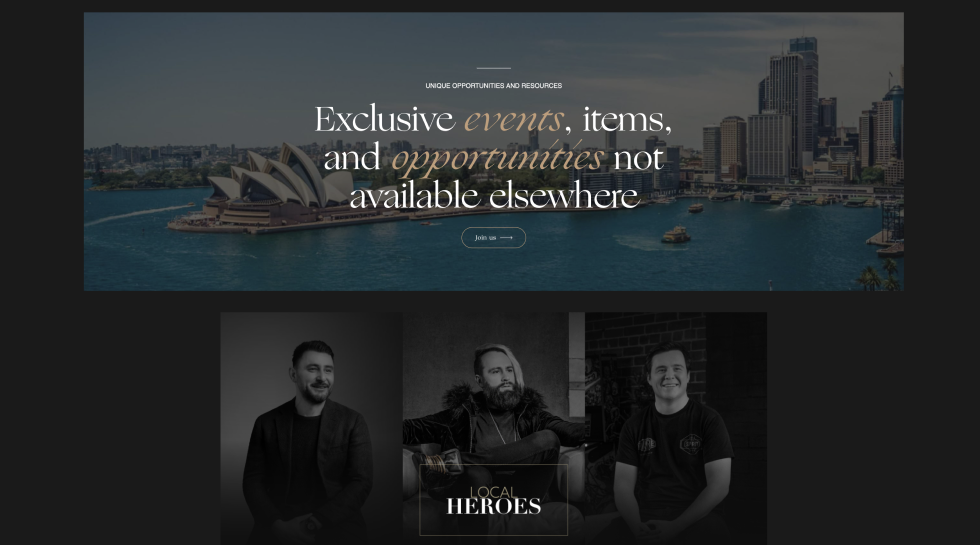 UNIQUE OPPORTUNITIES AND RESOURCES
Exclusive events, items,
and opportunities not
available elsewhere
Join us ⟶
LOCAL
HEROES